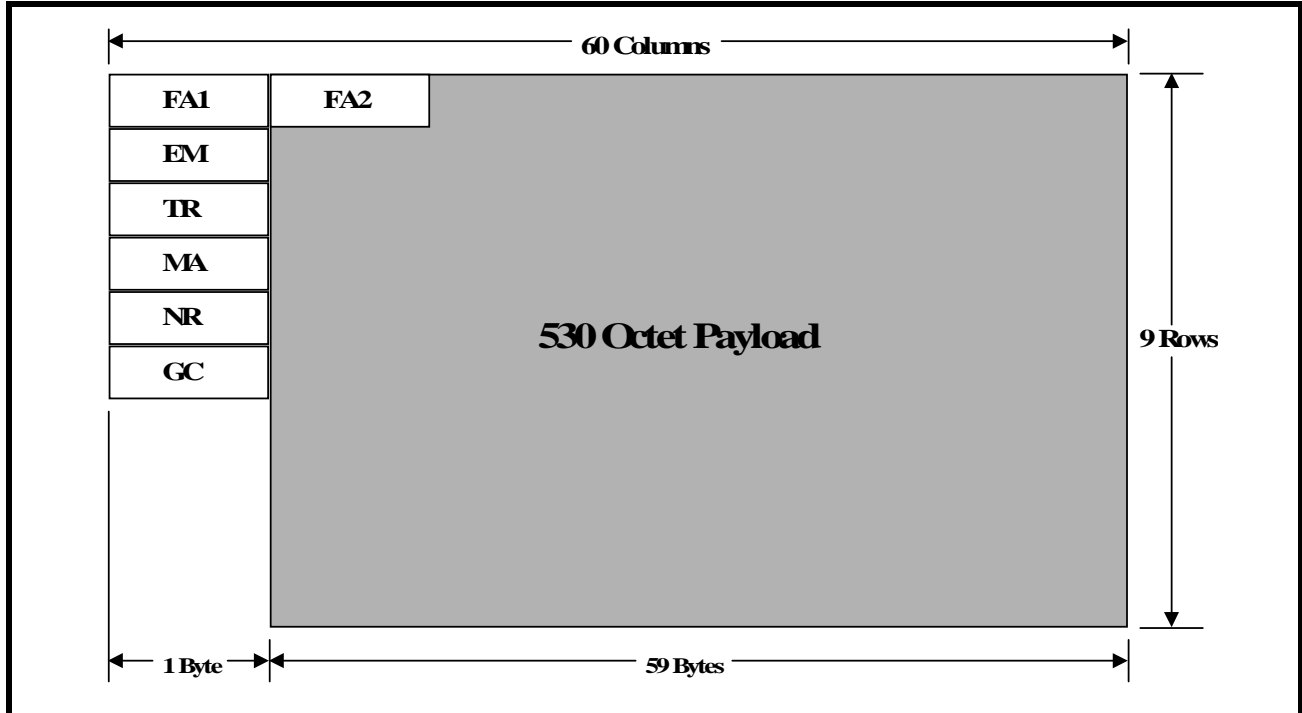 60 Columns
FA1 FA2
EM
TR
MA
NR
530 Octet Payload
9 Rows
GC
1 Byte 59 Bytes